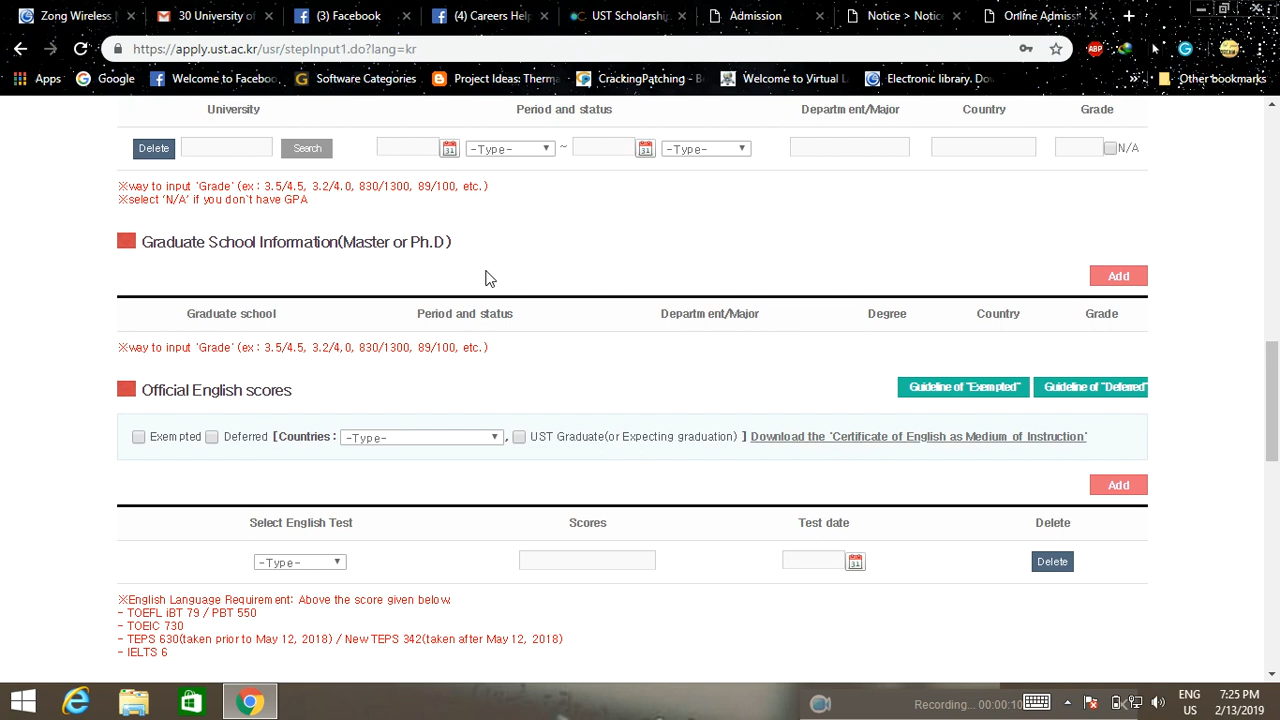 Zong Wireless
30 University of
(3) Facebook
(4) Careers Help
UST Scholarship
Admission
Notice > Notic
Online Admiss
https://apply.ust.ac.kr/usr/stepInput1.do?lang=kr
ABP
Apps
Google
Welcome to Faceboo
Software Categories
Project Ideas: Therma
CrackingPatching - B
Welcome to Virtual L
Electronic library. Do
Other bookmarks
University
Period and status
Department/Major
Country
Grade
Delete
Search
31
-Type-
~
31
-Type-
N/A
※way to input 'Grade' (ex : 3.5/4.5, 3.2/4.0, 830/1300, 89/100, etc.)
※select 'N/A' if you don`t have GPA
Graduate School Information(Master or Ph.D)
Add
Graduate school
Period and status
Department/Major
Degree
Country
Grade
※way to input 'Grade' (ex : 3.5/4.5, 3.2/4.0, 830/1300, 89/100, etc.)
Official English scores
Guideline of "Exempted"
Guideline of "Deferred"
Exempted Deferred [Countries : -Type- , UST Graduate(or Expecting graduation) ] Download the 'Certificate of English as Medium of Instruction'
Add
Select English Test
Scores
Test date
Delete
-Type-
31
Delete
※English Language Requirement: Above the score given below.
- TOEFL iBT 79 / PBT 550
- TOEIC 730
- TEPS 630(taken prior to May 12, 2018) / New TEPS 342(taken after May 12, 2018)
- IELTS 6
Recording... 00:00:10
ENG
US
7:25 PM
2/13/2019